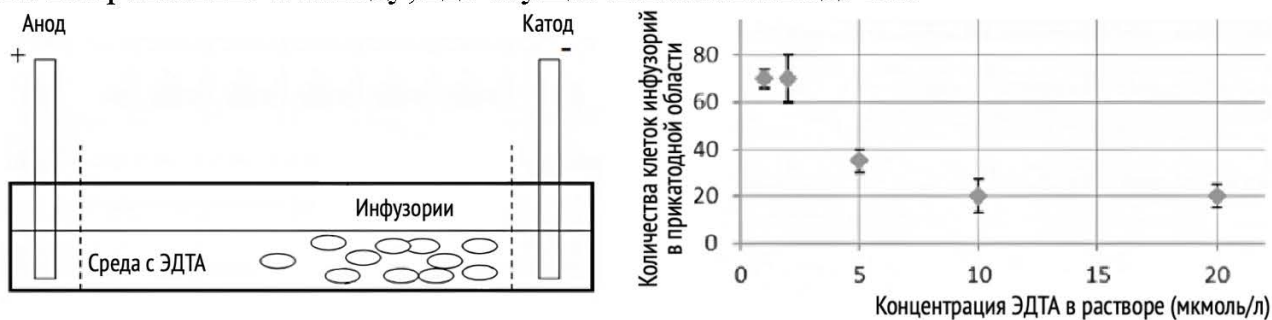 Анод
Катод
+
-
Инфузории
Среда с ЭДТА
Количества клеток инфузорий
в прикатодной области
80
60
40
20
0
0
5
10
15
20
Концентрация ЭДТА в растворе (мкмоль/л)